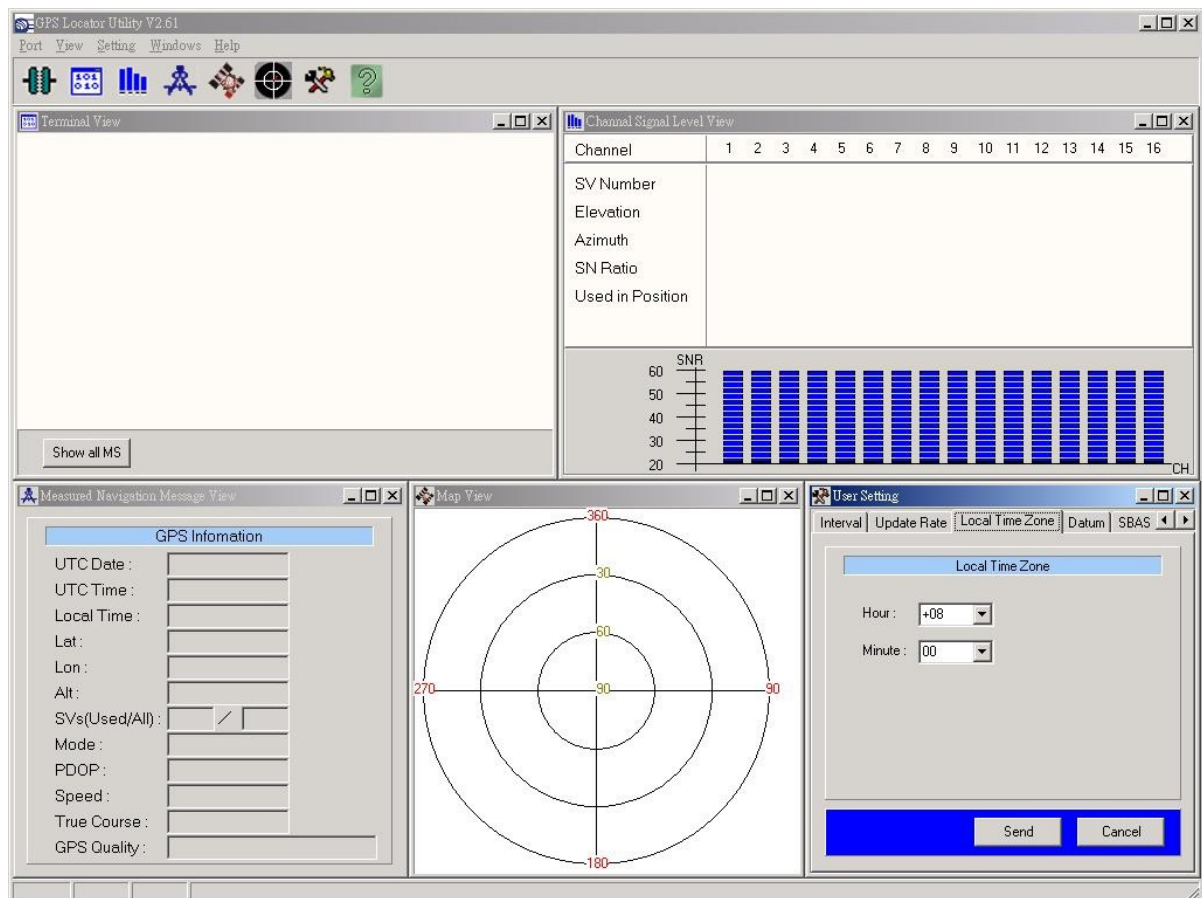 GPS Locator Utility V2.61
Port View Setting Windows Help
101
010
Terminal View
Show all MS
Channal Signal Level View
Channel 1 2 3 4 5 6 7 8 9 10 11 12 13 14 15 16
SV Number
Elevation
Azimuth
SN Ratio
Used in Position
SNR
60
50
40
30
20
CH
Measured Navigation Message View
GPS Infomation
UTC Date :
UTC Time :
Local Time :
Lat :
Lon :
Alt :
SVs(Used/All) : /
Mode :
PDOP :
Speed :
True Course :
GPS Quality :
Map View
360
30
60
270 90 90
180
User Setting
Interval Update Rate Local Time Zone Datum SBAS
Local Time Zone
Hour : +08
Minute : 00
Send Cancel